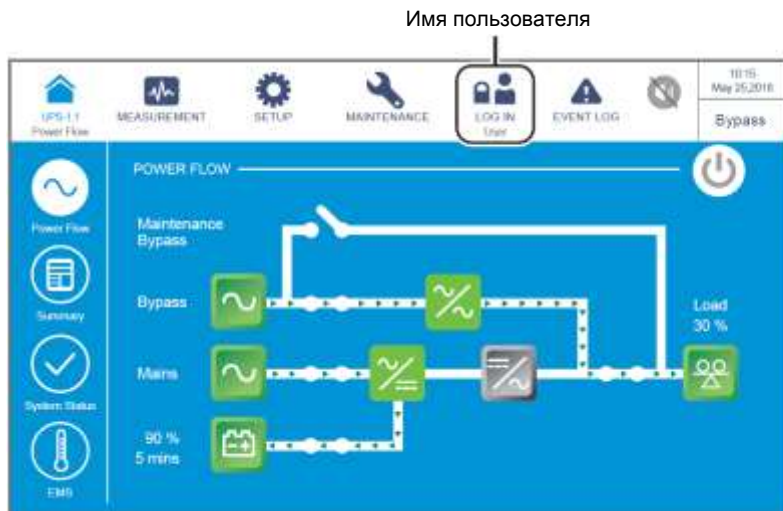 Имя пользователя
10:15
May 25,2018
UPS-1.1
Power Flow
MEASUREMENT
SETUP
MAINTENANCE
LOG IN
User
EVENT LOG
Bypass
POWER FLOW
Power Flow
Maintenance
Bypass
Summary
Bypass
Load
30 %
Mains
System Status
90 %
5 mins
EMS